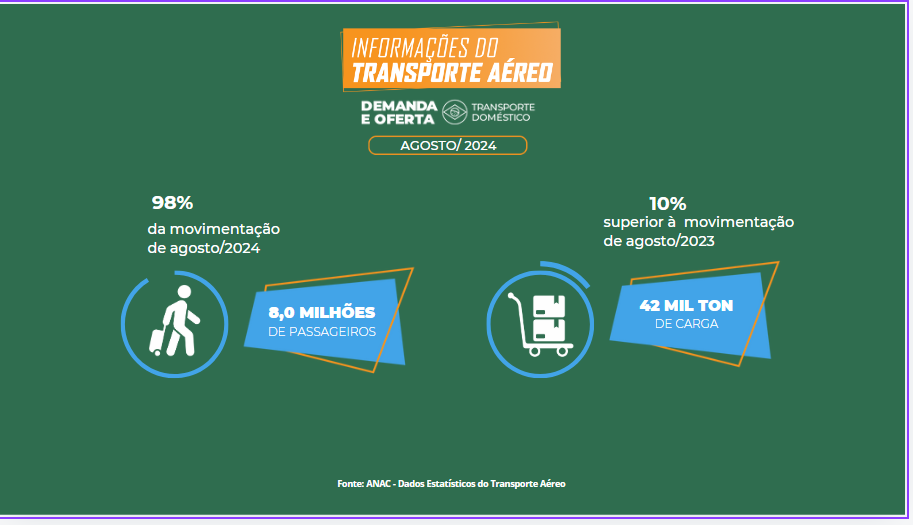 INFORMAÇÕES DO
TRANSPORTE AÉREO
DEMANDA
E OFERTA
TRANSPORTE
DOMÉSTICO
AGOSTO/ 2024
98%
da movimentação
de agosto/2024
8,0 MILHÕES
DE PASSAGEIROS
10%
superior à movimentação
de agosto/2023
42 MIL TON
DE CARGA
Fonte: ANAC - Dados Estatísticos do Transporte Aéreo